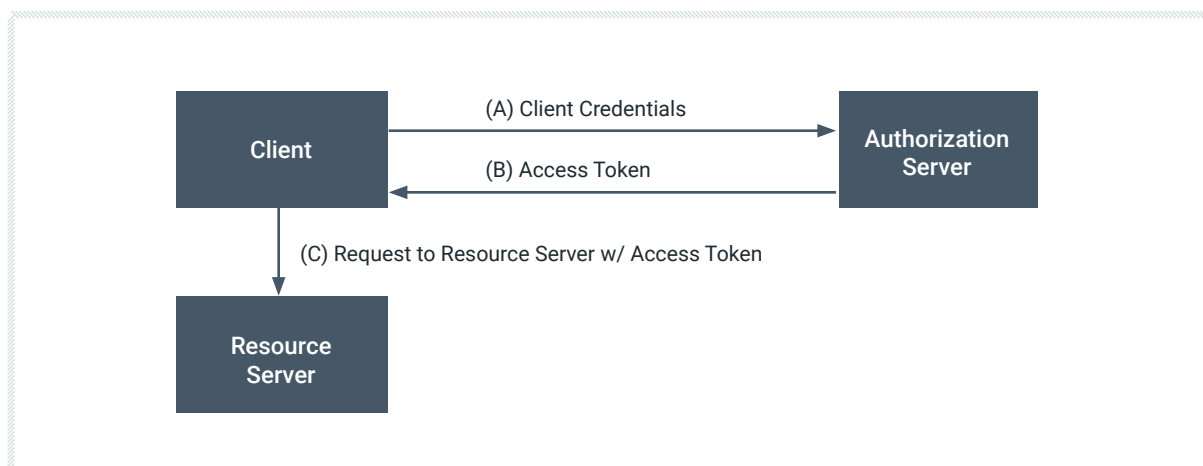 (A) Client Credentials
Client
Authorization
Server
(B) Access Token
(C) Request to Resource Server w/ Access Token
Resource
Server